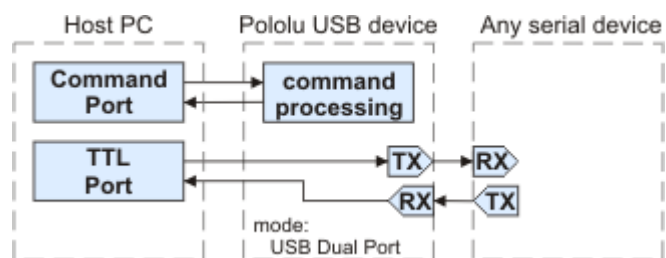 Host PC
Pololu USB device
Any serial device
Command
Port
command
processing
TTL
Port
TX
RX
RX
TX
mode:
USB Dual Port